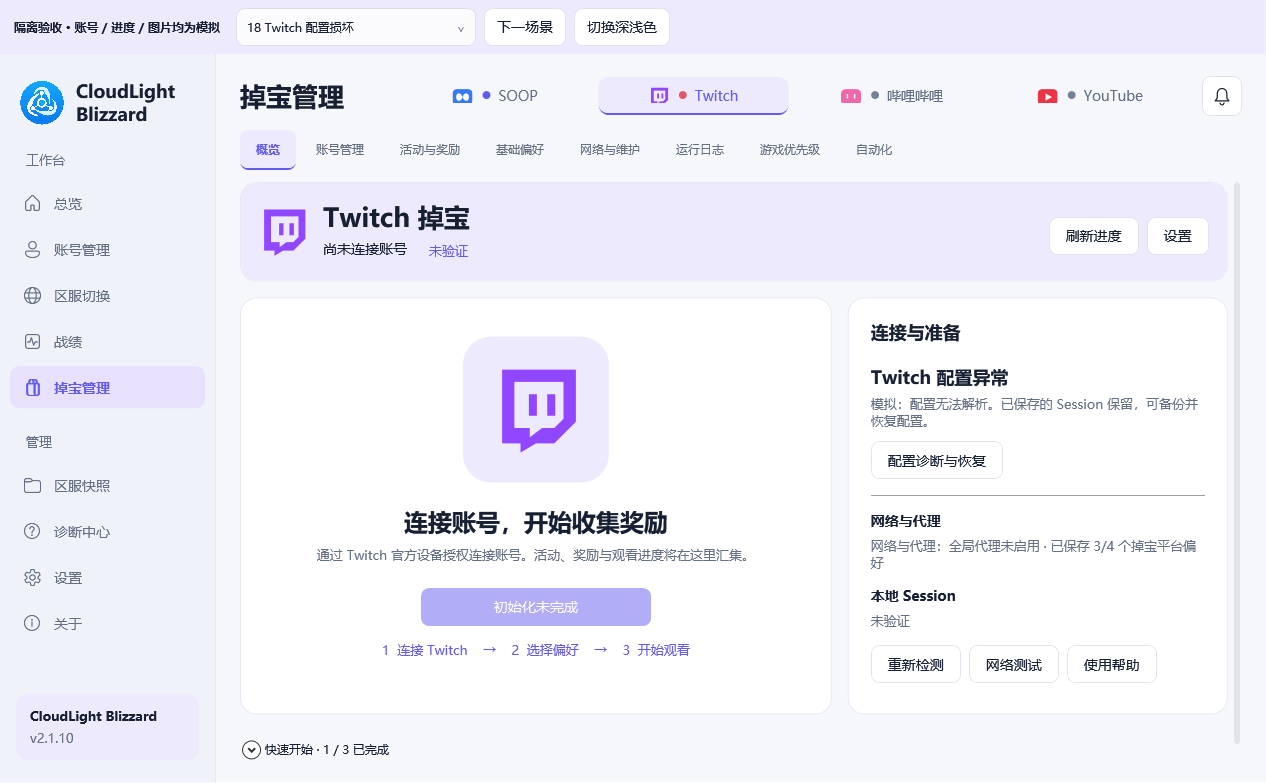 隔离验收 · 账号 / 进度 / 图片均为模拟
18 Twitch 配置损坏
下一场景
切换深浅色
CloudLight
Blizzard
工作台
总览
账号管理
区服切换
战绩
掉宝管理
管理
区服快照
诊断中心
设置
关于
CloudLight Blizzard
v2.1.10
掉宝管理
SOOP
Twitch
哔哩哔哩
YouTube
概览
账号管理
活动与奖励
基础偏好
网络与维护
运行日志
游戏优先级
自动化
Twitch 掉宝
尚未连接账号
未验证
刷新进度
设置
连接账号，开始收集奖励
通过 Twitch 官方设备授权连接账号。活动、奖励与观看进度将在这里汇集。
初始化未完成
1 连接 Twitch → 2 选择偏好 → 3 开始观看
连接与准备
Twitch 配置异常
模拟：配置无法解析。已保存的 Session 保留，可备份并
恢复配置。
配置诊断与恢复
网络与代理
网络与代理：全局代理未启用 · 已保存 3/4 个掉宝平台偏
好
本地 Session
未验证
重新检测
网络测试
使用帮助
快速开始 · 1 / 3 已完成